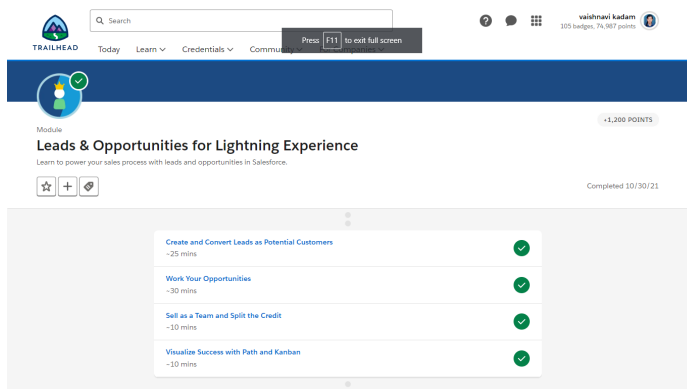 Search
Press F11 to exit full screen
vaishnavi kadam
105 badges, 74,987 points
TRAILHEAD
Today Learn Credentials Community
+1,200 POINTS
Module
Leads & Opportunities for Lightning Experience
Learn to power your sales process with leads and opportunities in Salesforce.
Completed 10/30/21
Create and Convert Leads as Potential Customers
~25 mins
Work Your Opportunities
~30 mins
Sell as a Team and Split the Credit
~10 mins
Visualize Success with Path and Kanban
~10 mins